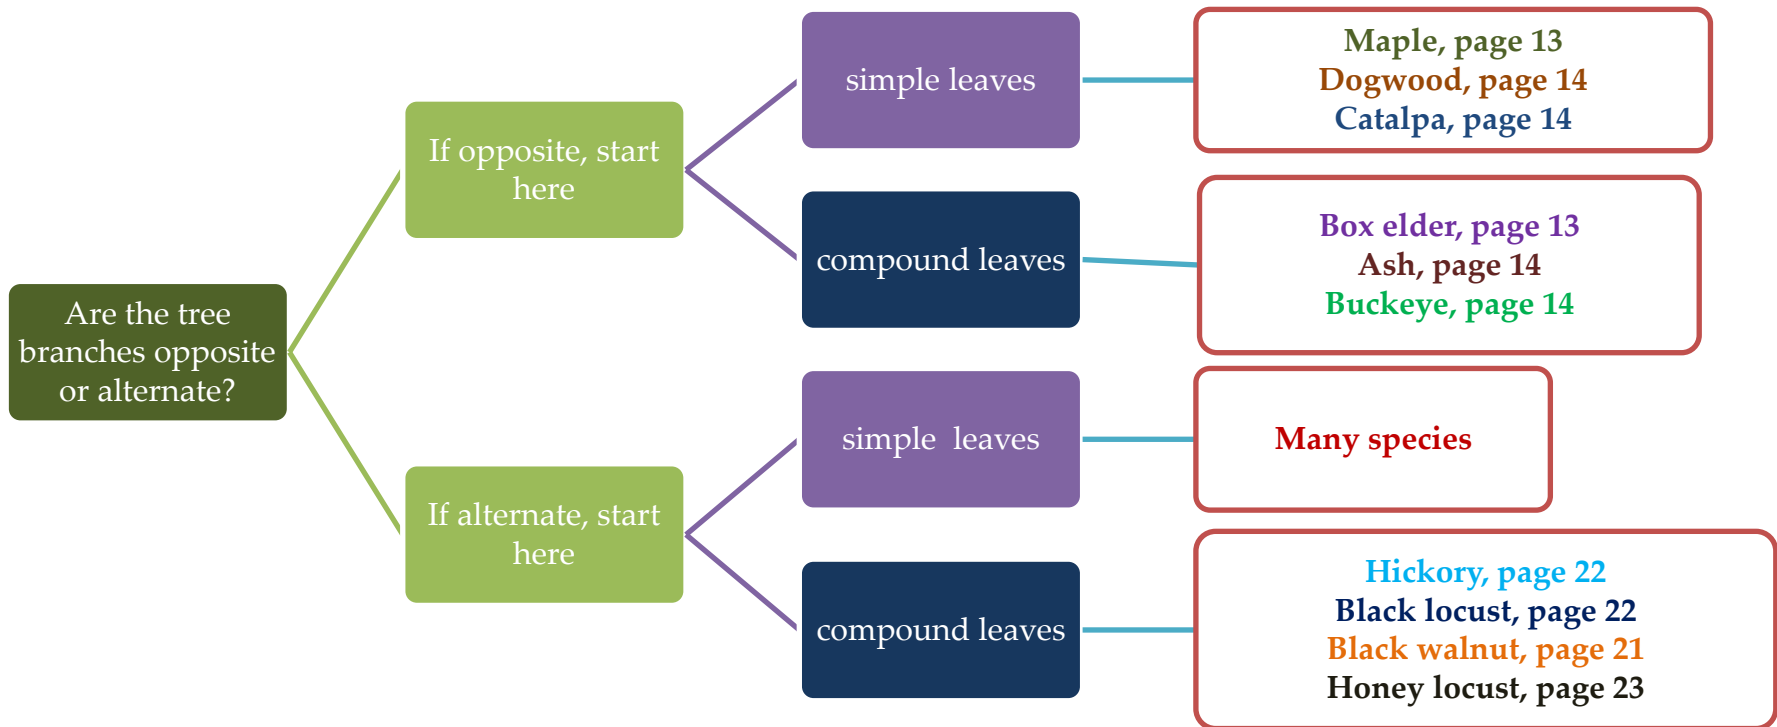 Are the tree
branches opposite
or alternate?
If opposite, start
here
simple leaves
Maple, page 13
Dogwood, page 14
Catalpa, page 14
compound leaves
Box elder, page 13
Ash, page 14
Buckeye, page 14
If alternate, start
here
simple  leaves
Many species
compound leaves
Hickory, page 22
Black locust, page 22
Black walnut, page 21
Honey locust, page 23